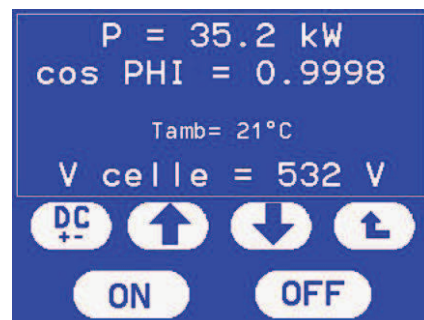 P = 35.2 kW
cos PHI = 0.9998
Tamb= 21°C
V celle = 532 V
DC
+-
ON OFF